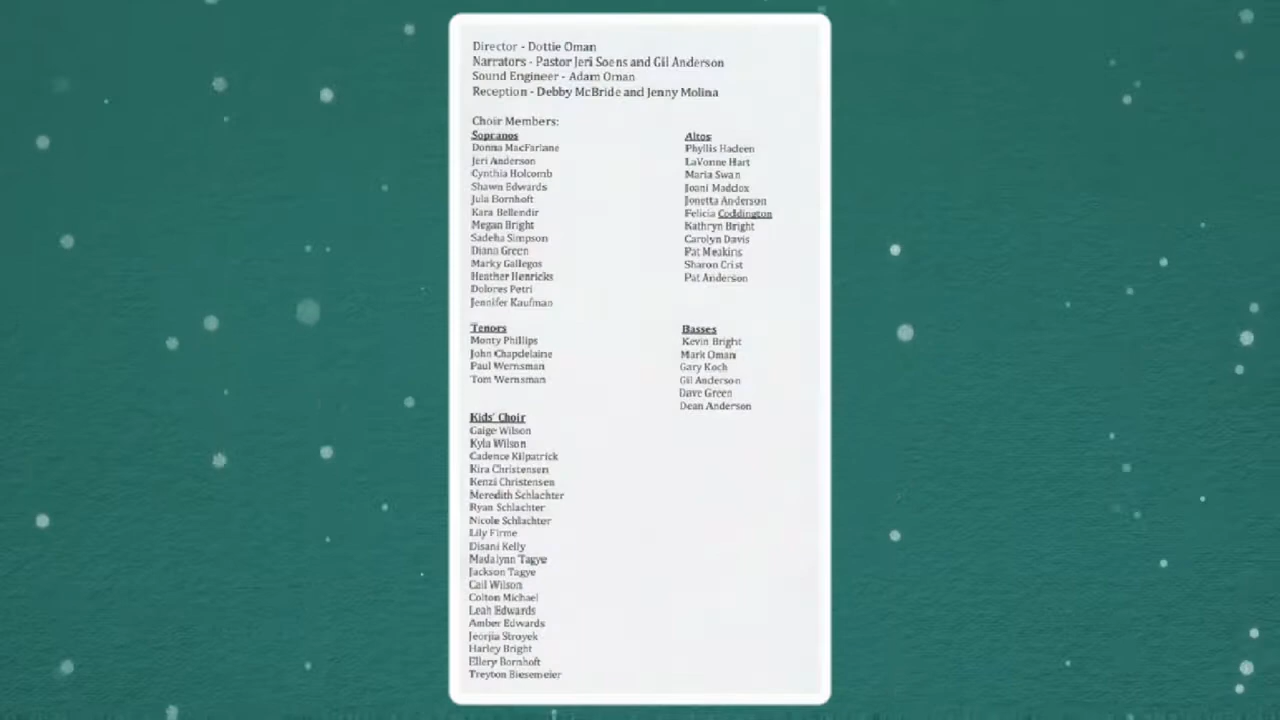 Director - Dottie Oman
Narrators - Pastor Jeri Soens and Gil Anderson
Sound Engineer - Adam Oman
Reception - Debby McBride and Jenny Molina
Choir Members:
Sopranos
Donna MacFarlane
Jeri Anderson
Cynthia Holcomb
Shawn Edwards
Jula Bornhoft
Kara Bellendir
Megan Bright
Sadeha Simpson
Diana Green
Marky Gallegos
Heather Henricks
Dolores Petri
Jennifer Kaufman
Altos
Phyllis Hadeen
LaVonne Hart
Maria Swan
Joani Maddox
Jonetta Anderson
Felicia Coddington
Kathryn Bright
Carolyn Davis
Pat Meakins
Sharon Crist
Pat Anderson
Tenors
Monty Phillips
John Chapdelaine
Paul Wernsman
Tom Wernsman
Basses
Kevin Bright
Mark Oman
Gary Koch
Gil Anderson
Dave Green
Dean Anderson
Kids' Choir
Gaige Wilson
Kyla Wilson
Cadence Kilpatrick
Kira Christensen
Kenzi Christensen
Meredith Schlachter
Ryan Schlachter
Nicole Schlachter
Lily Firme
Disani Kelly
Madalynn Tagye
Jackson Tagye
Cail Wilson
Colton Michael
Leah Edwards
Amber Edwards
Jeorjia Stroyek
Harley Bright
Ellery Bornhoft
Treyton Biesemeier